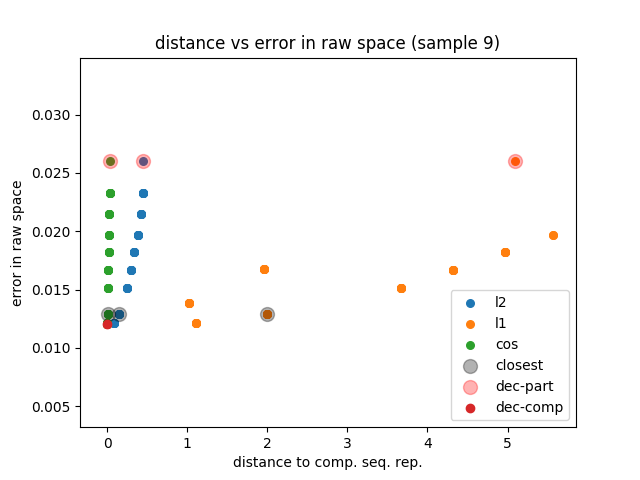 distance vs error in raw space (sample 9)
error in raw space
0.030
0.025
0.020
0.015
0.010
0.005
0 1 2 3 4 5
distance to comp. seq. rep.
l2
l1
cos
closest
dec-part
dec-comp